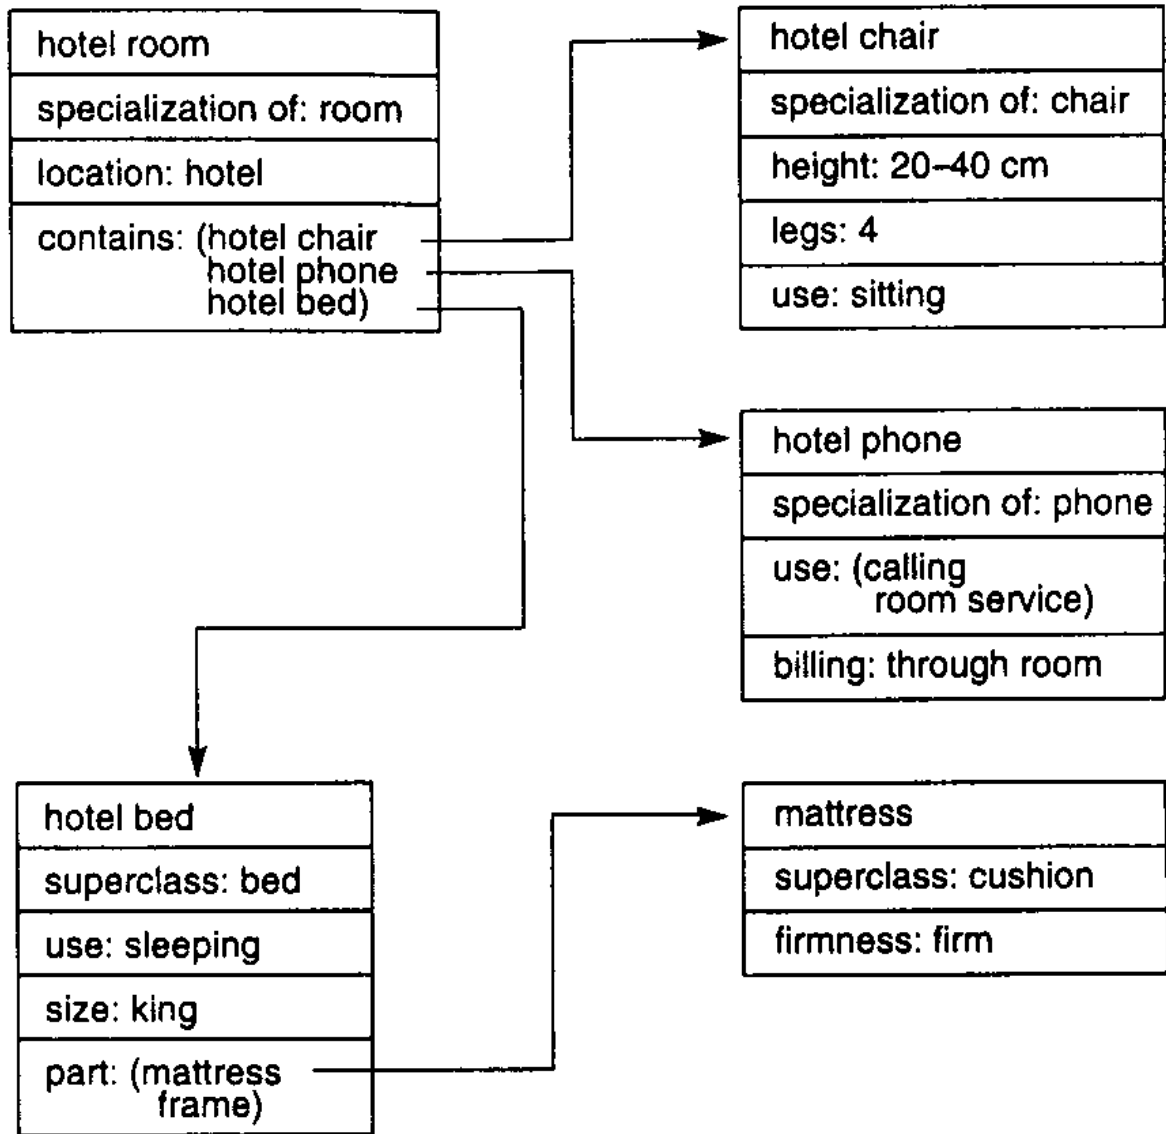 hotel room
specialization of: room
location: hotel
contains: (hotel chair
hotel phone
hotel bed)
hotel chair
specialization of: chair
height: 20–40 cm
legs: 4
use: sitting
hotel phone
specialization of: phone
use: (calling
room service)
billing: through room
hotel bed
superclass: bed
use: sleeping
size: king
part: (mattress
frame)
mattress
superclass: cushion
firmness: firm